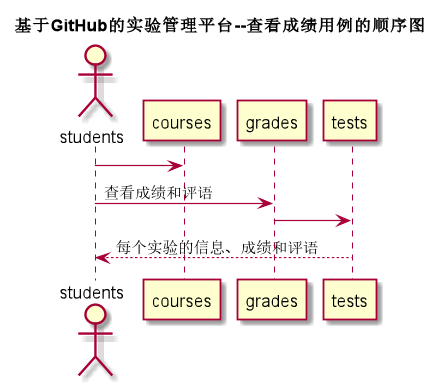 基于GitHub的实验管理平台--查看成绩用例的顺序图
students
courses
grades
tests
查看成绩和评语
每个实验的信息、成绩和评语
students
courses
grades
tests